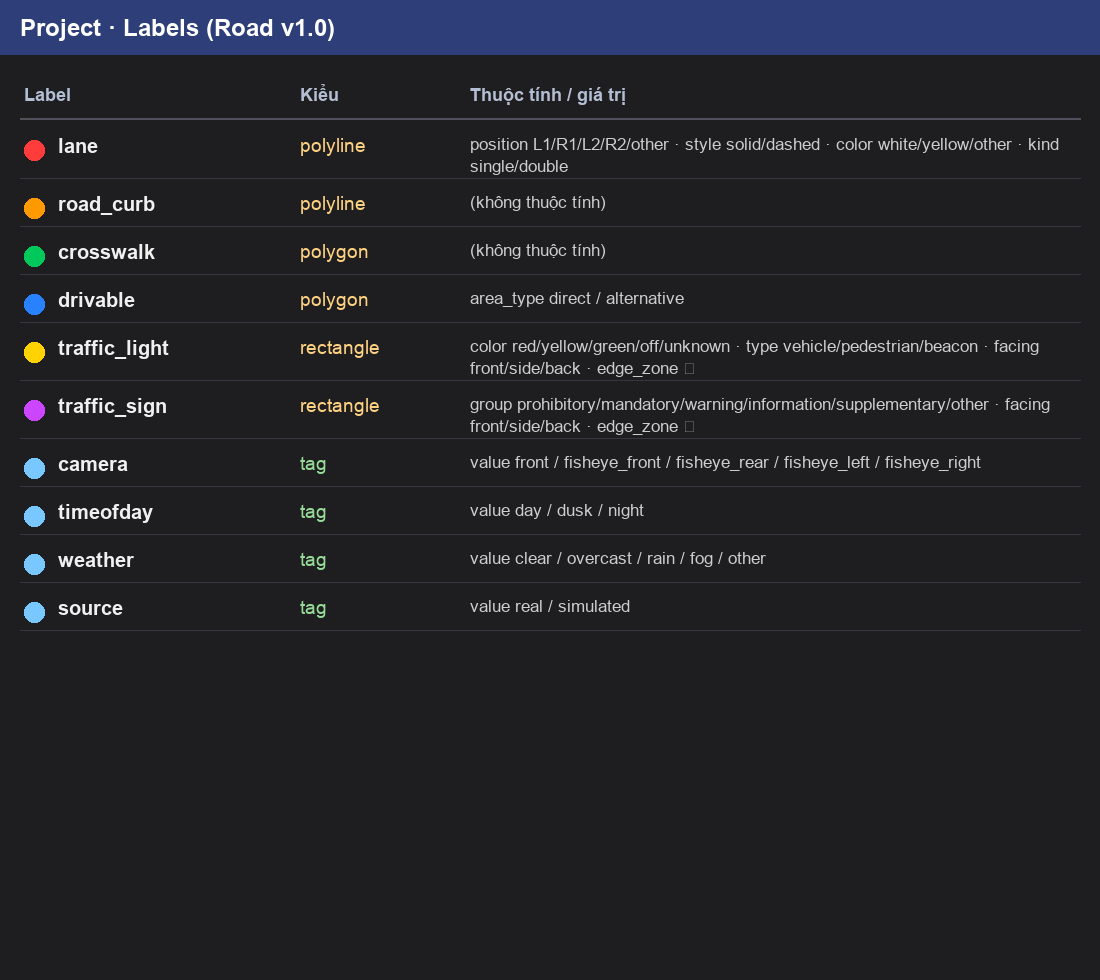 Project · Labels (Road v1.0)
Label Kiểu Thuộc tính / giá trị
lane polyline position L1/R1/L2/R2/other · style solid/dashed · color white/yellow/other · kind
single/double
road_curb polyline (không thuộc tính)
crosswalk polygon (không thuộc tính)
drivable polygon area_type direct / alternative
traffic_light rectangle color red/yellow/green/off/unknown · type vehicle/pedestrian/beacon · facing
front/side/back · edge_zone
traffic_sign rectangle group prohibitory/mandatory/warning/information/supplementary/other · facing
front/side/back · edge_zone
camera tag value front / fisheye_front / fisheye_rear / fisheye_left / fisheye_right
timeofday tag value day / dusk / night
weather tag value clear / overcast / rain / fog / other
source tag value real / simulated